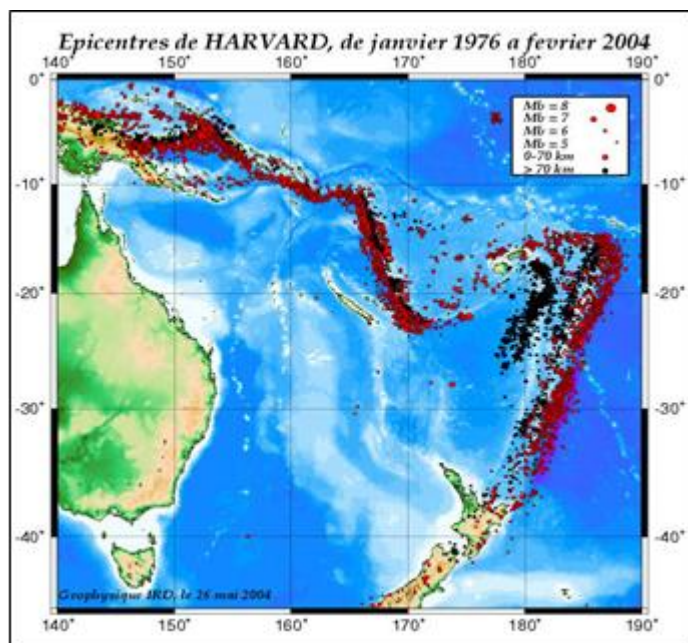 Epicentres de HARVARD, de janvier 1976 a fevrier 2004
140° 150° 160° 170° 180° 190°
0° 0°
Mb = 8
Mb = 7
Mb = 6
Mb = 5
0-70 km
> 70 km
-10° -10°
-20° -20°
-30° -30°
-40° -40°
Geophysique IRD, le 26 mai 2004
140° 150° 160° 170° 180° 190°